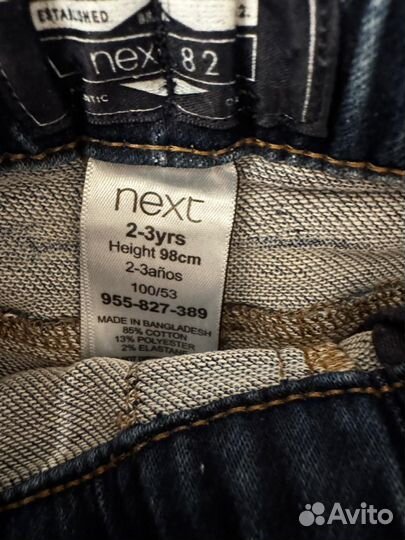 ESTABLISHED
next 82
next
2-3yrs
Height 98cm
2-3años
100/53
955-827-389
MADE IN BANGLADESH
85% COTTON
13% POLYESTER
2% ELASTANE
Avito